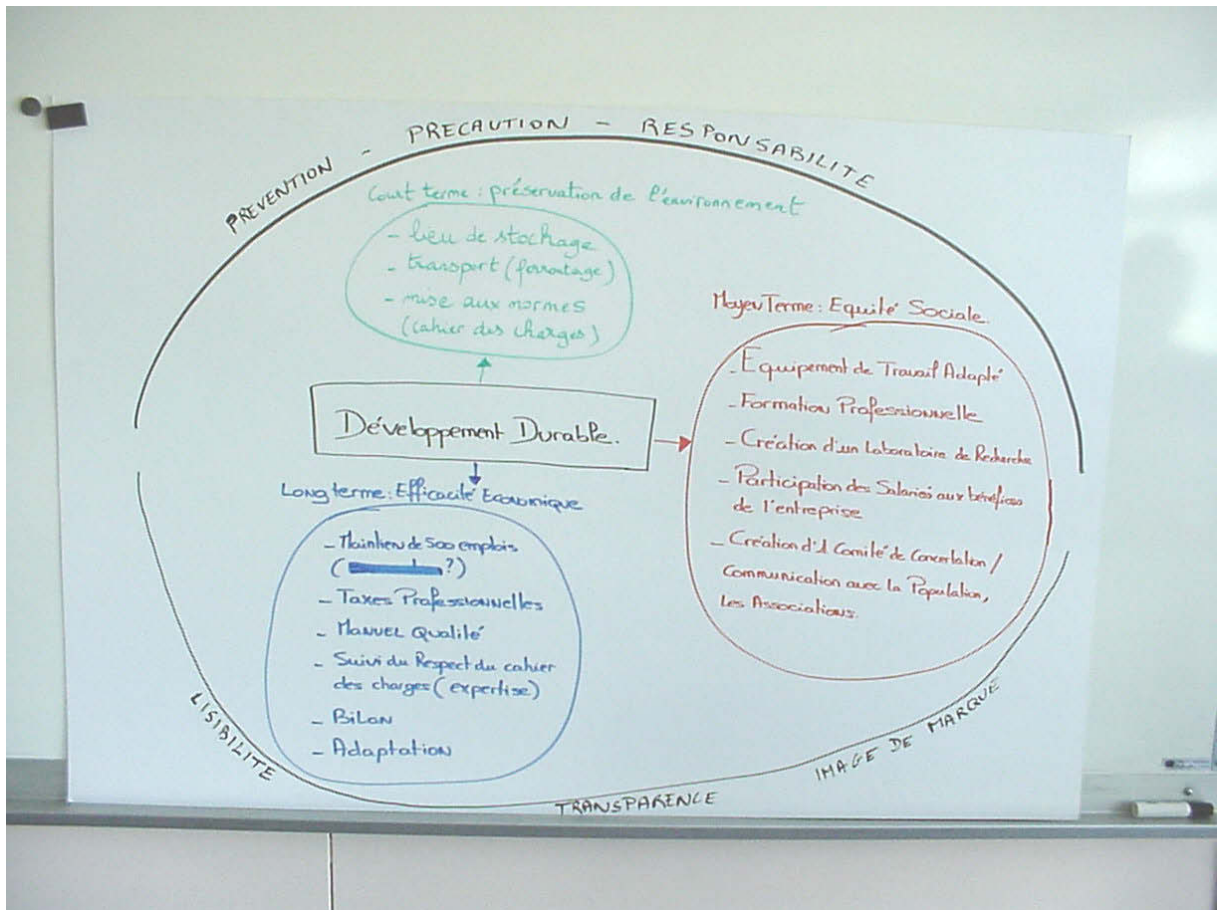 PREVENTION - PRECAUTION - RESPONSABILITE
Court terme : préservation de l'environnement
- lieu de stockage
- transport (ferroutage)
- mise aux normes
(cahier des charges)
Moyen Terme : Equité Sociale.
- Equipement de Travail Adapté
- Formation Professionnelle
- Création d'un Laboratoire de Recherche
- Participation des Salariés aux bénéfices
de l'entreprise
- Création d'1 Comité de Concertation /
Communication avec la Population,
les Associations.
Développement Durable.
Long terme : Efficacité Economique
- Maintien de 500 emplois
( ?)
- Taxes Professionnelles
- Manuel Qualité
- Suivi du Respect du cahier
des charges (expertise)
- Bilan
- Adaptation
LISIBILITE
TRANSPARENCE
IMAGE DE MARQUE